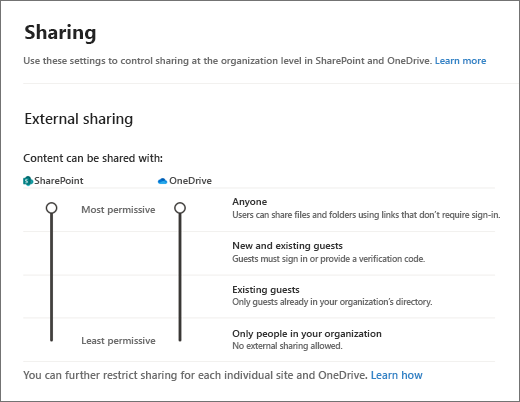 Sharing
Use these settings to control sharing at the organization level in SharePoint and OneDrive. Learn more
External sharing
Content can be shared with:
SharePoint
OneDrive
Most permissive
Anyone
Users can share files and folders using links that don't require sign-in.
New and existing guests
Guests must sign in or provide a verification code.
Existing guests
Only guests already in your organization's directory.
Least permissive
Only people in your organization
No external sharing allowed.
You can further restrict sharing for each individual site and OneDrive. Learn how